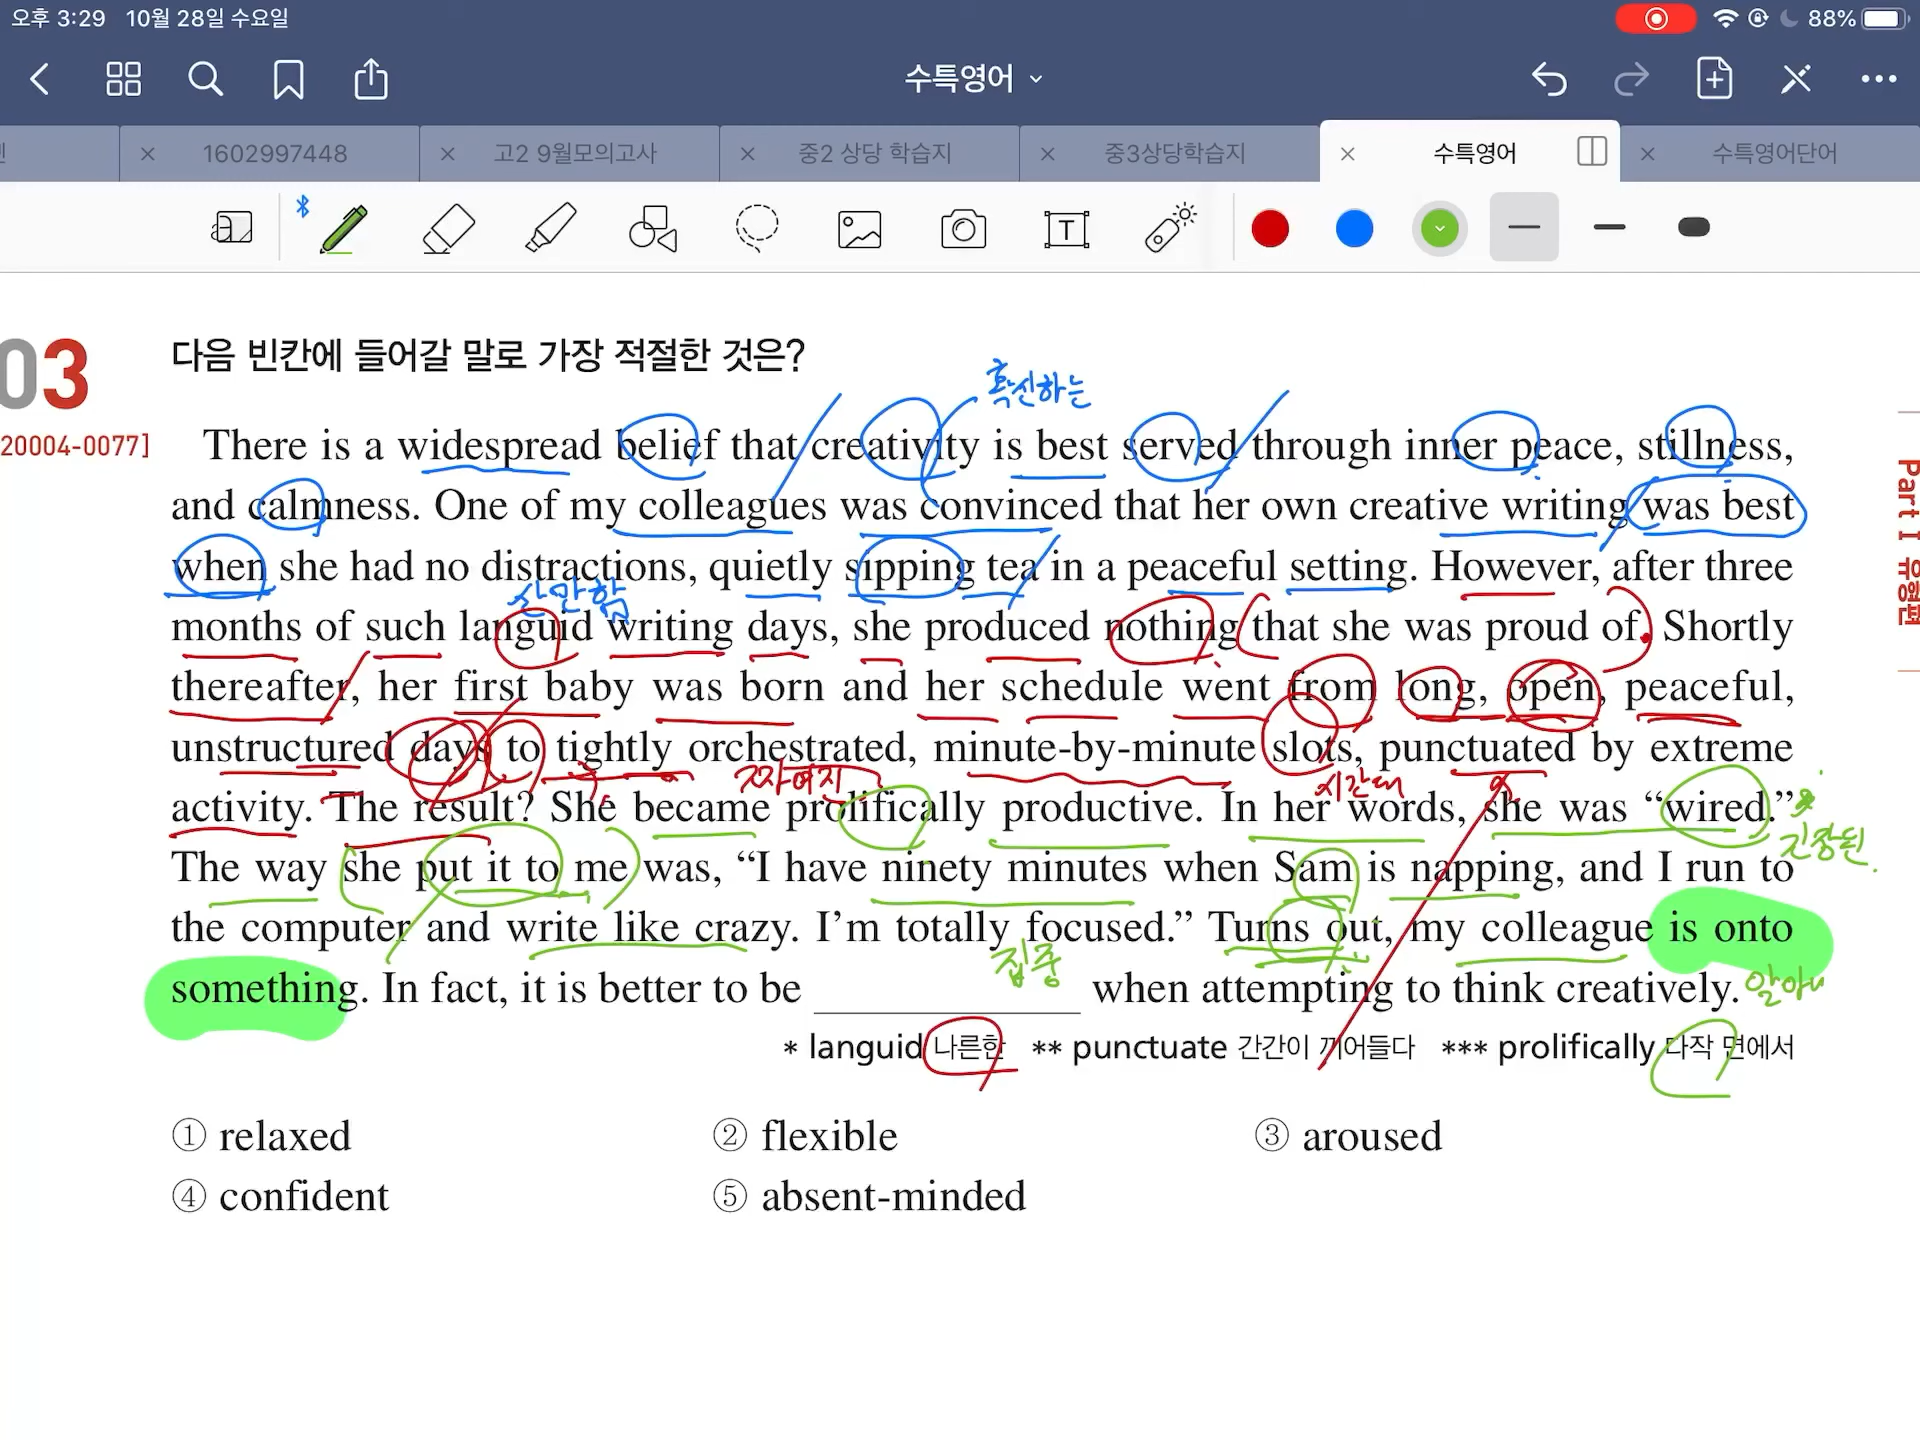 오후 3:29 10월 28일 수요일 88%
수특영어
1602997448 고2 9월모의고사 중2 상당 학습지 중3상당학습지 수특영어 수특영어단어
03 다음 빈칸에 들어갈 말로 가장 적절한 것은?
20004-0077]
확신하는
There is a widespread belief that creativity is best served through inner peace, stillness,
and calmness. One of my colleagues was convinced that her own creative writing was best
when she had no distractions, quietly sipping tea in a peaceful setting. However, after three
산만함
months of such languid writing days, she produced nothing that she was proud of. Shortly
thereafter, her first baby was born and her schedule went from long, open, peaceful,
unstructured days to tightly orchestrated, minute-by-minute slots, punctuated by extreme
짜여진 시간대
activity. The result? She became prolifically productive. In her words, she was “wired.”
긴장된
The way she put it to me was, “I have ninety minutes when Sam is napping, and I run to
the computer and write like crazy. I’m totally focused.” Turns out, my colleague is onto
집중
something. In fact, it is better to be when attempting to think creatively.
* languid 나른한 ** punctuate 간간이 끼어들다 *** prolifically 다작 면에서
① relaxed ② flexible ③ aroused
④ confident ⑤ absent-minded
Part I 유형편